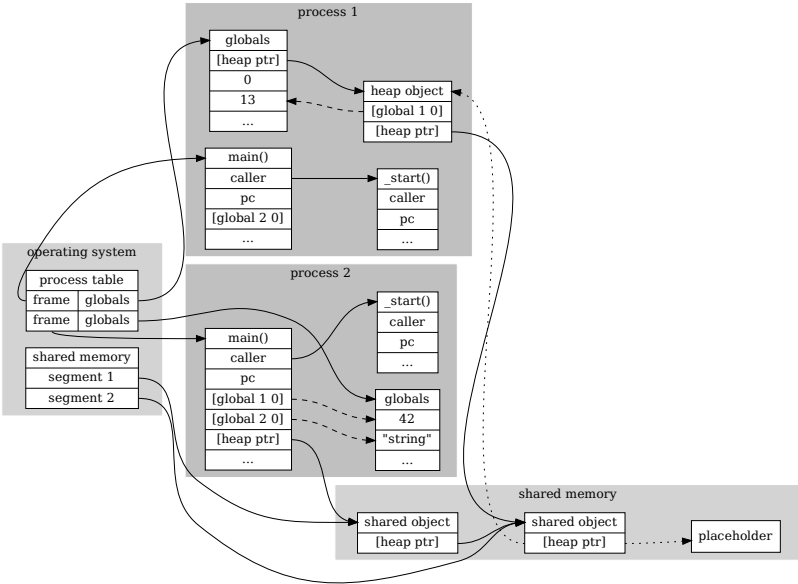 process 1
globals
[heap ptr]
0
13
...
heap object
[global 1 0]
[heap ptr]
main()
caller
pc
[global 2 0]
...
_start()
caller
pc
...
operating system
process table
frame globals
frame globals
shared memory
segment 1
segment 2
process 2
_start()
caller
pc
...
main()
caller
pc
[global 1 0]
[global 2 0]
[heap ptr]
...
globals
42
"string"
...
shared memory
shared object
[heap ptr]
shared object
[heap ptr]
placeholder